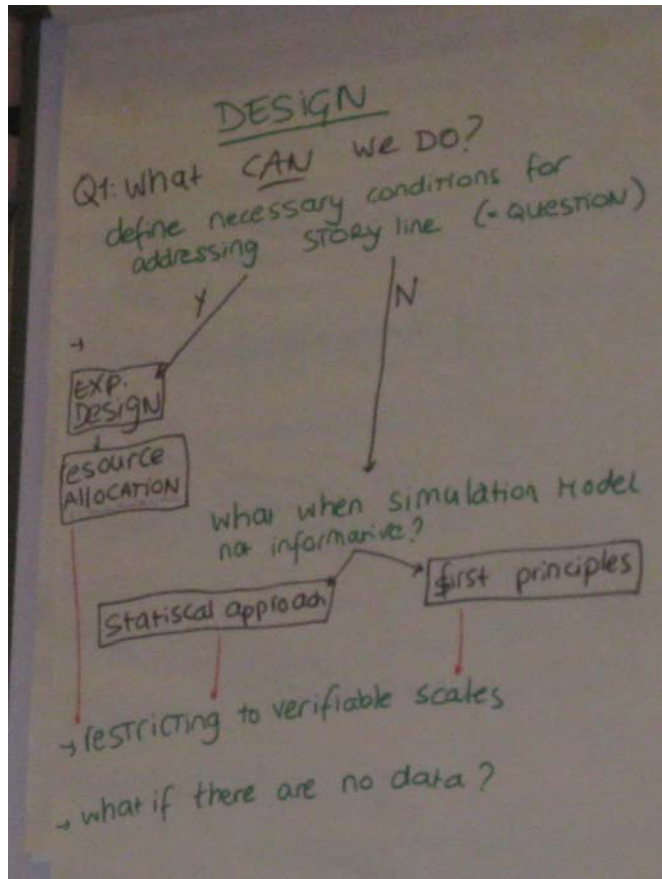 DESIGN
Q1: What CAN we DO?
define necessary conditions for
addressing STORY line (= QUESTION)
Y
N
EXP.
DESIGN
esource
ALLOCATION
What when simulation Model
not informative?
Statiscal approach
first principles
→ restricting to verifiable scales
→ what if there are no data?